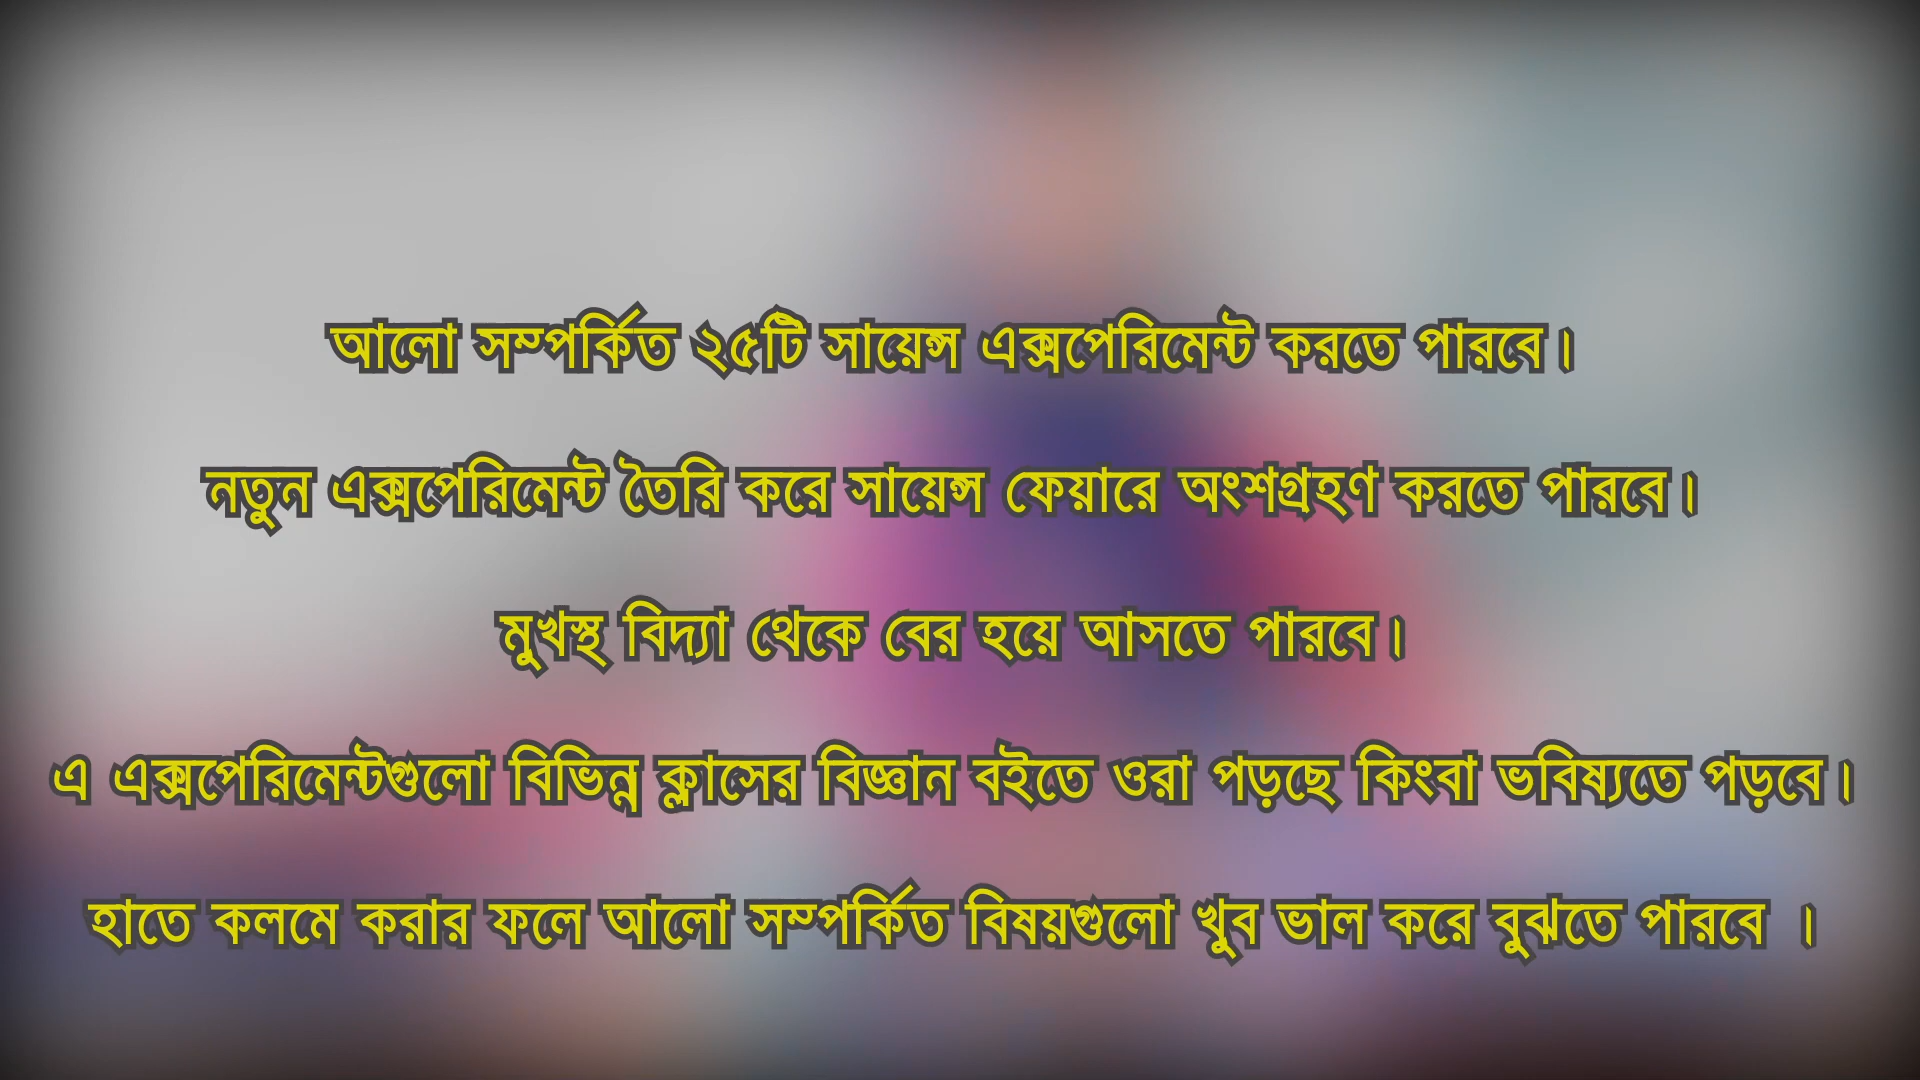 আলো সম্পর্কিত ২৫টি সায়েন্স এক্সপেরিমেন্ট করতে পারবে।
নতুন এক্সপেরিমেন্ট তৈরি করে সায়েন্স ফেয়ারে অংশগ্রহণ করতে পারবে।
মুখস্থ বিদ্যা থেকে বের হয়ে আসতে পারবে।
এ এক্সপেরিমেন্টগুলো বিভিন্ন ক্লাসের বিজ্ঞান বইতে ওরা পড়ছে কিংবা ভবিষ্যতে পড়বে।
হাতে কলমে করার ফলে আলো সম্পর্কিত বিষয়গুলো খুব ভাল করে বুঝতে পারবে ।